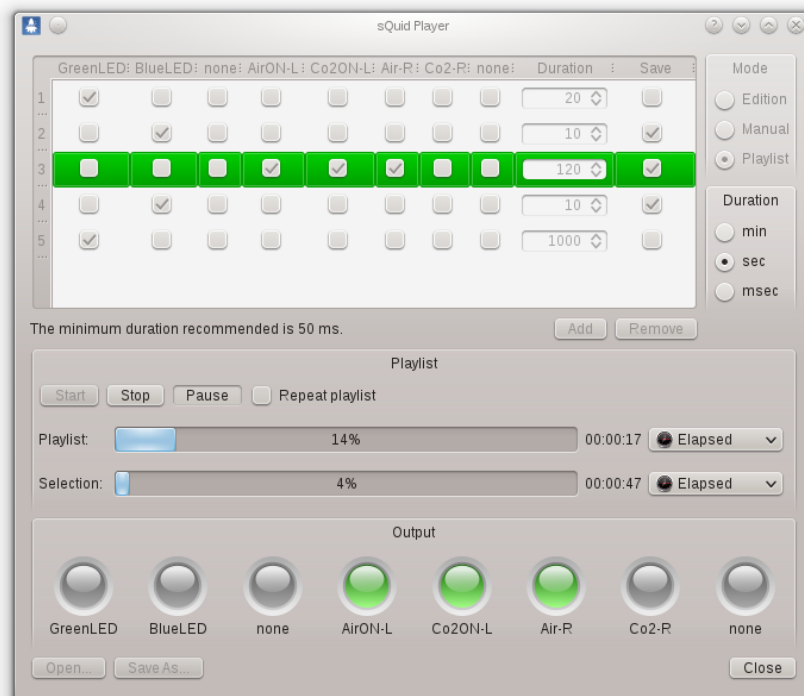 sQuid Player
GreenLED BlueLED none AirON-L Co2ON-L Air-R Co2-R none Duration Save
1 20
2 10
3 120
4 10
5 1000
Mode
Edition
Manual
Playlist
Duration
min
sec
msec
The minimum duration recommended is 50 ms.
Add Remove
Playlist
Start Stop Pause Repeat playlist
Playlist: 14% 00:00:17 Elapsed
Selection: 4% 00:00:47 Elapsed
Output
GreenLED BlueLED none AirON-L Co2ON-L Air-R Co2-R none
Open... Save As... Close